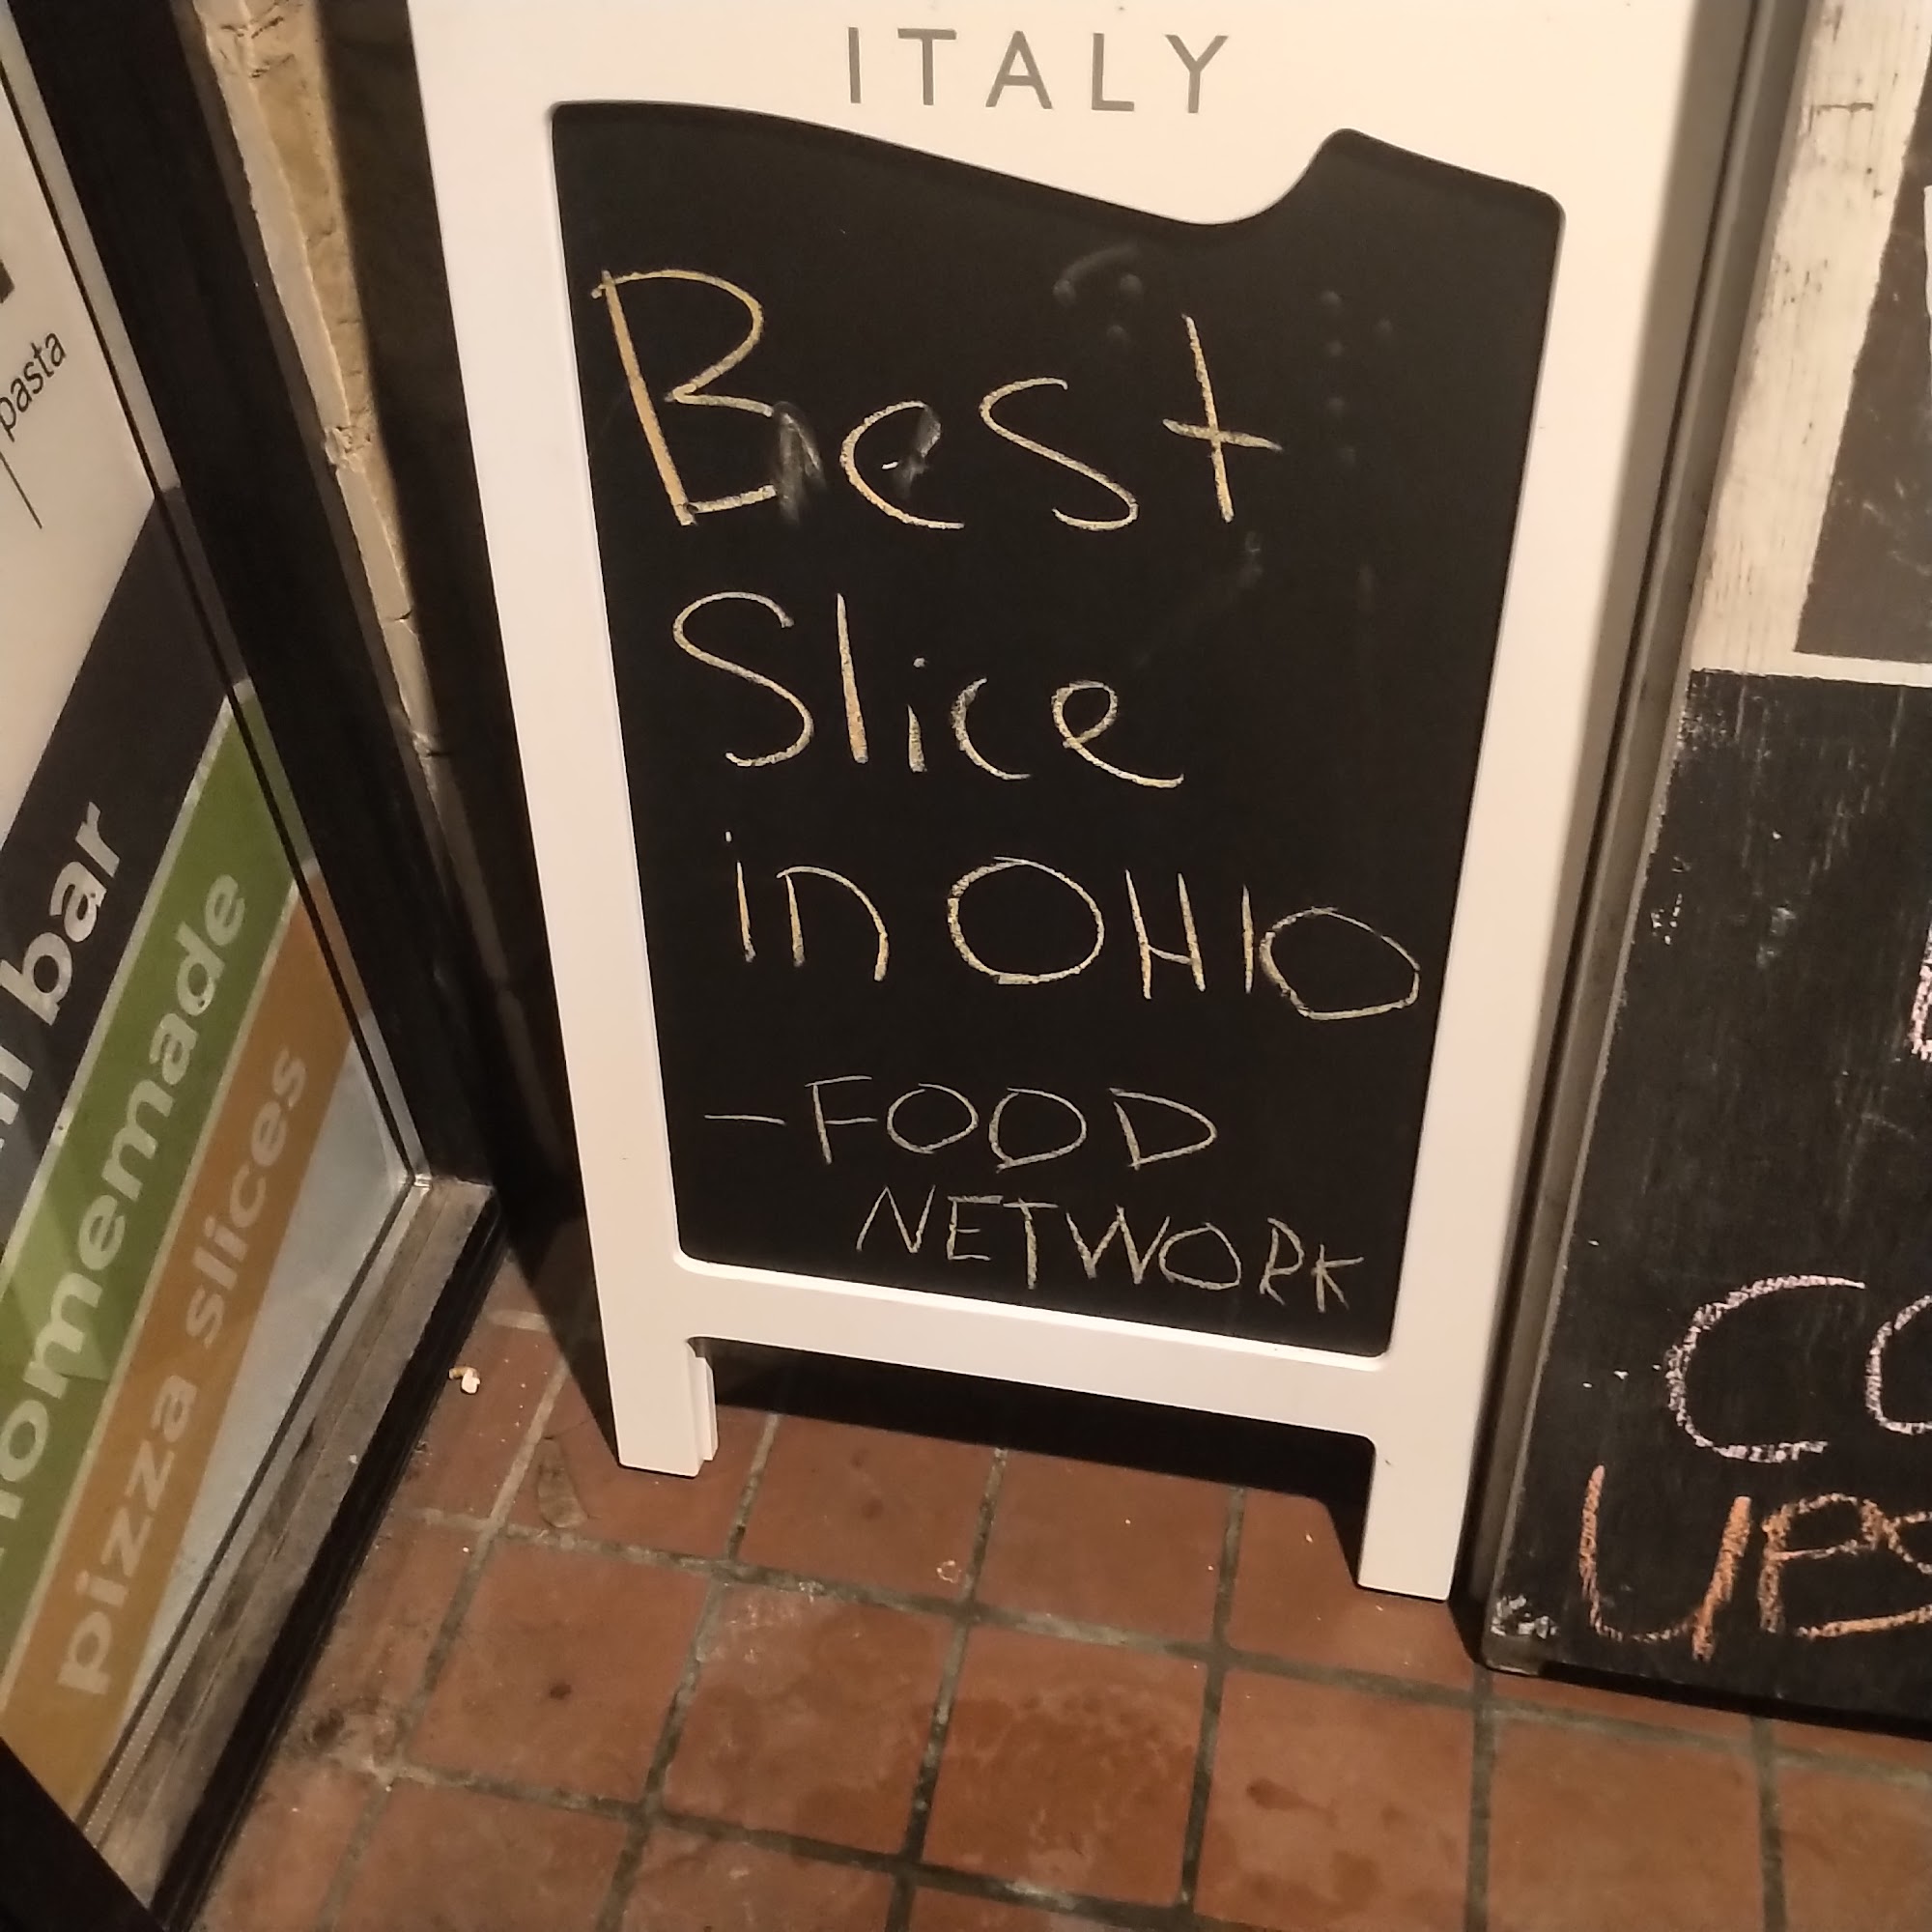 ITALY
Best
Slice
in OHIO
- FOOD
NETWORK
pasta
bar
homemade
pizza slices